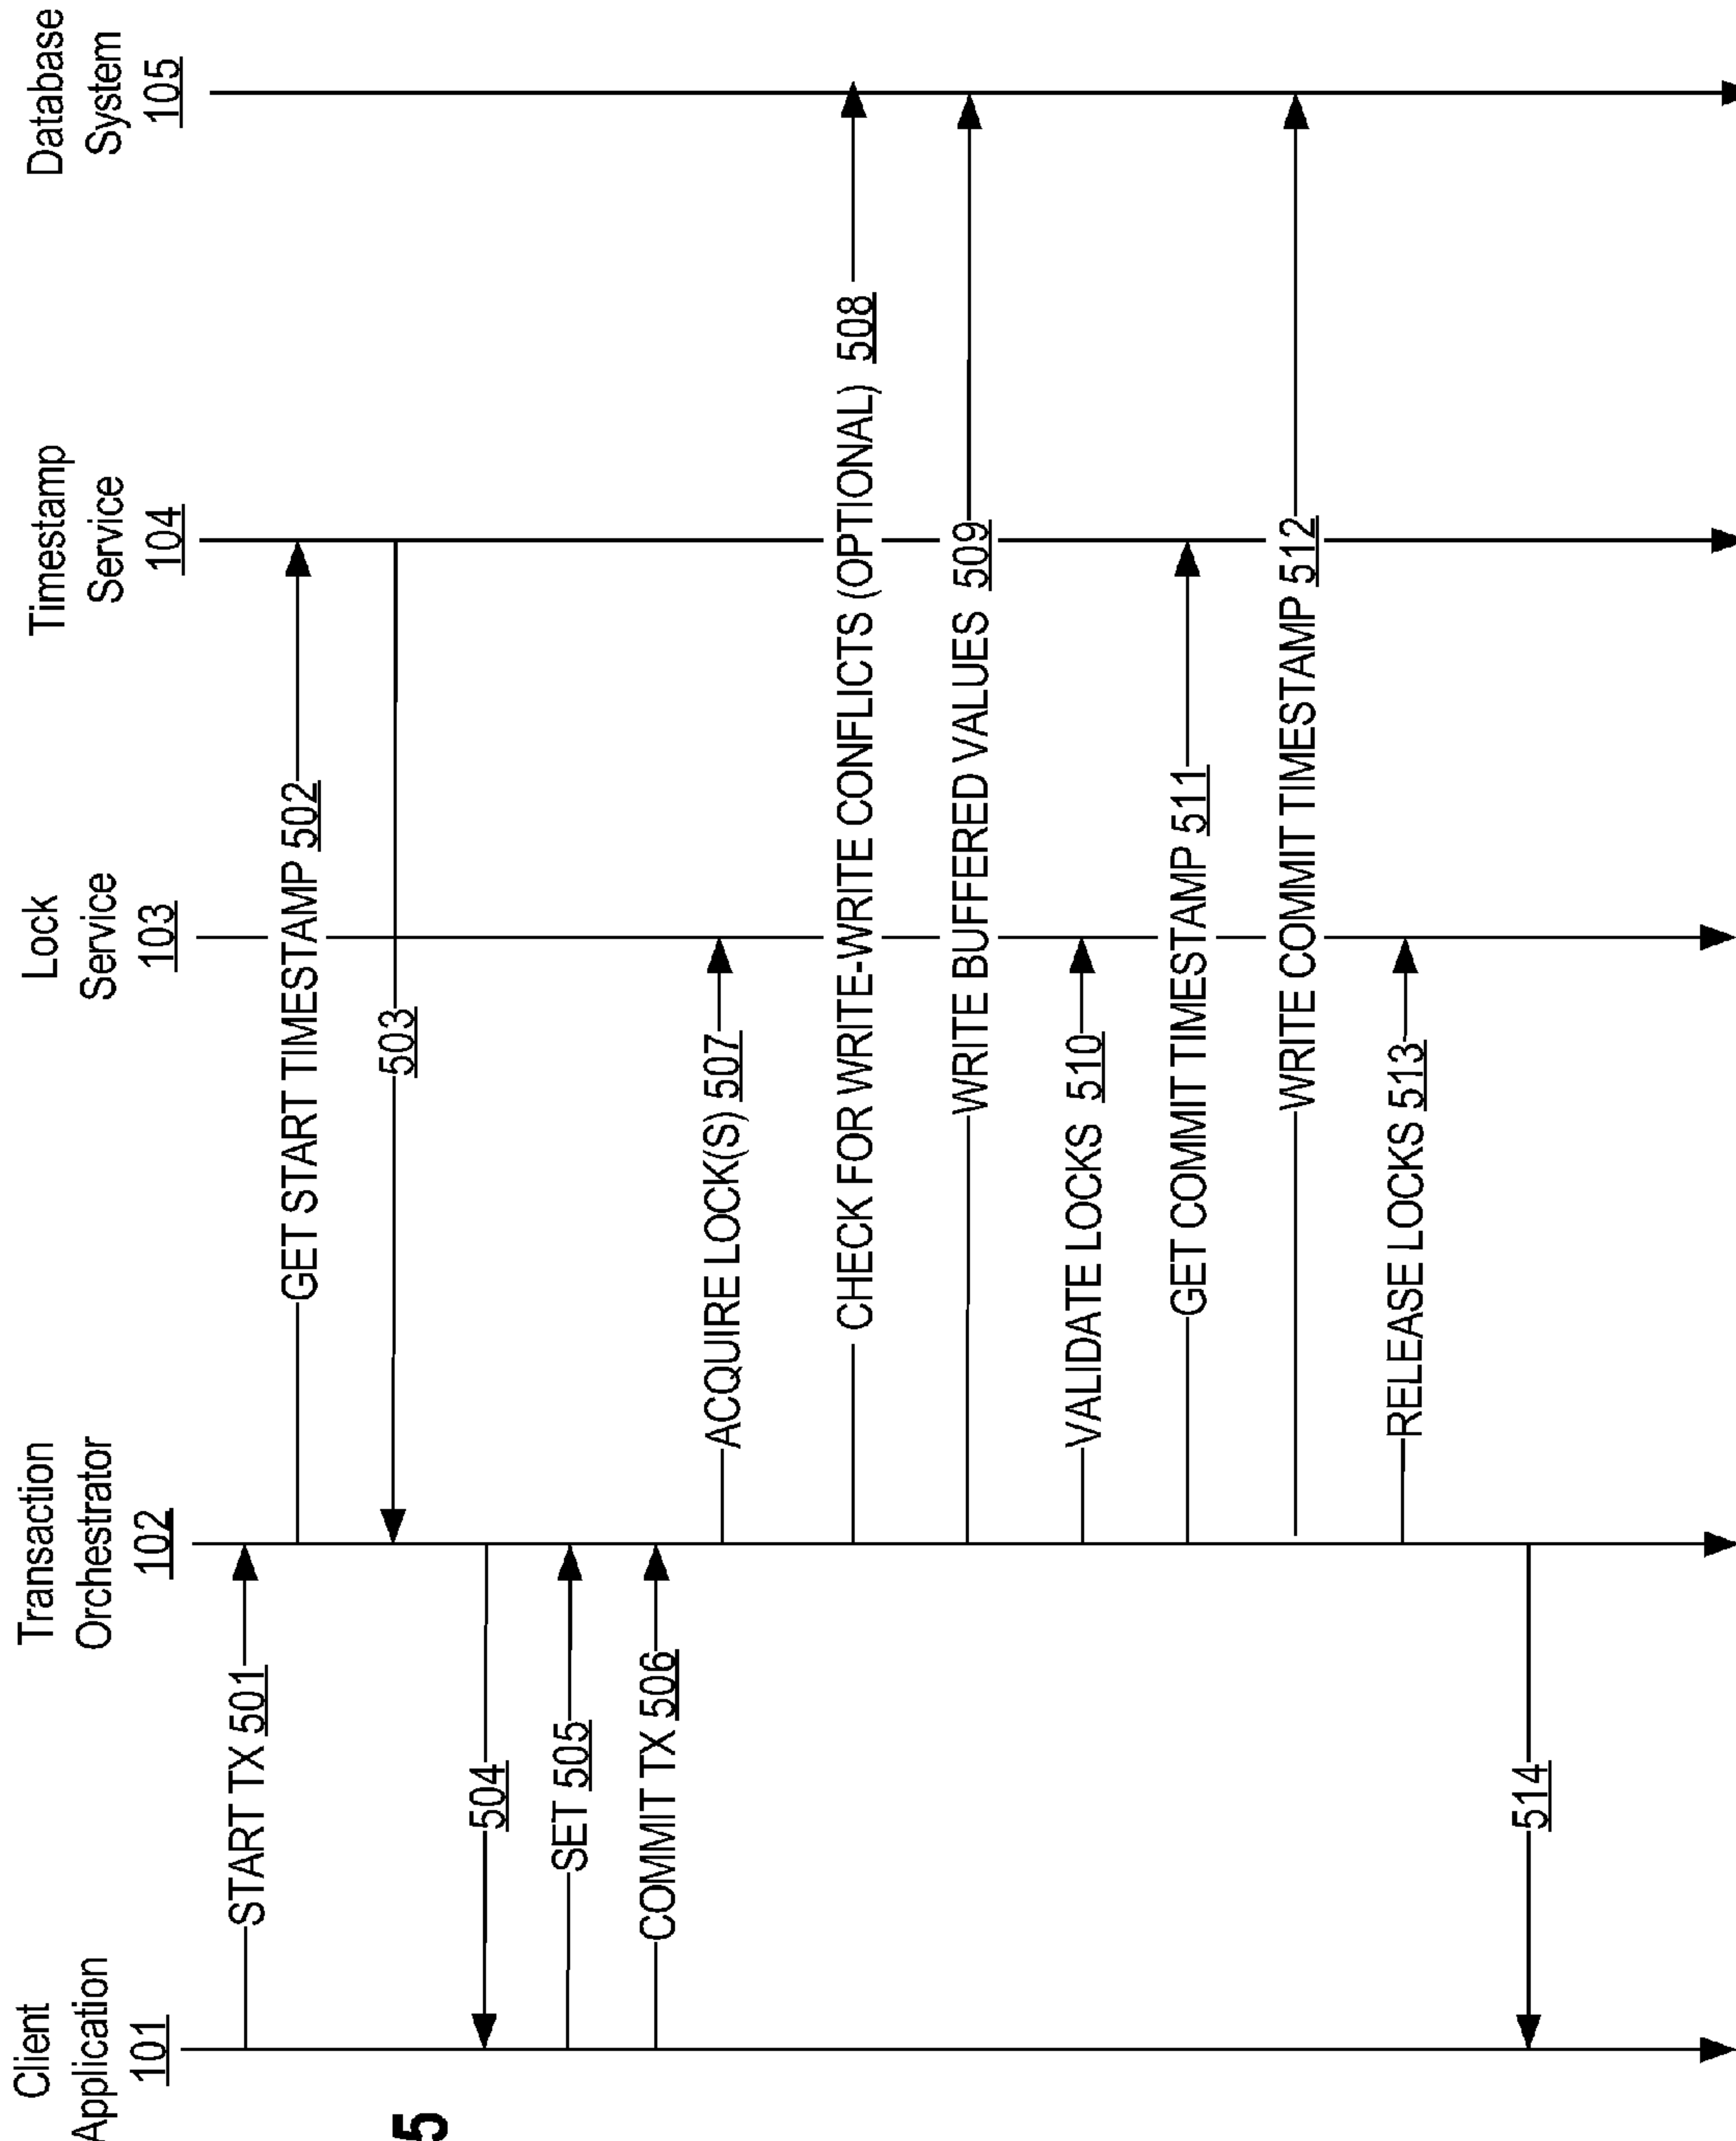 Client
Application
101
Transaction
Orchestrator
102
Lock
Service
103
Timestamp
Service
104
Database
System
105
START TX 501
GET START TIMESTAMP 502
503
504
SET 505
COMMIT TX 506
ACQUIRE LOCK(S) 507
CHECK FOR WRITE-WRITE CONFLICTS (OPTIONAL) 508
WRITE BUFFERED VALUES 509
VALIDATE LOCKS 510
GET COMMIT TIMESTAMP 511
WRITE COMMIT TIMESTAMP 512
RELEASE LOCKS 513
514
5